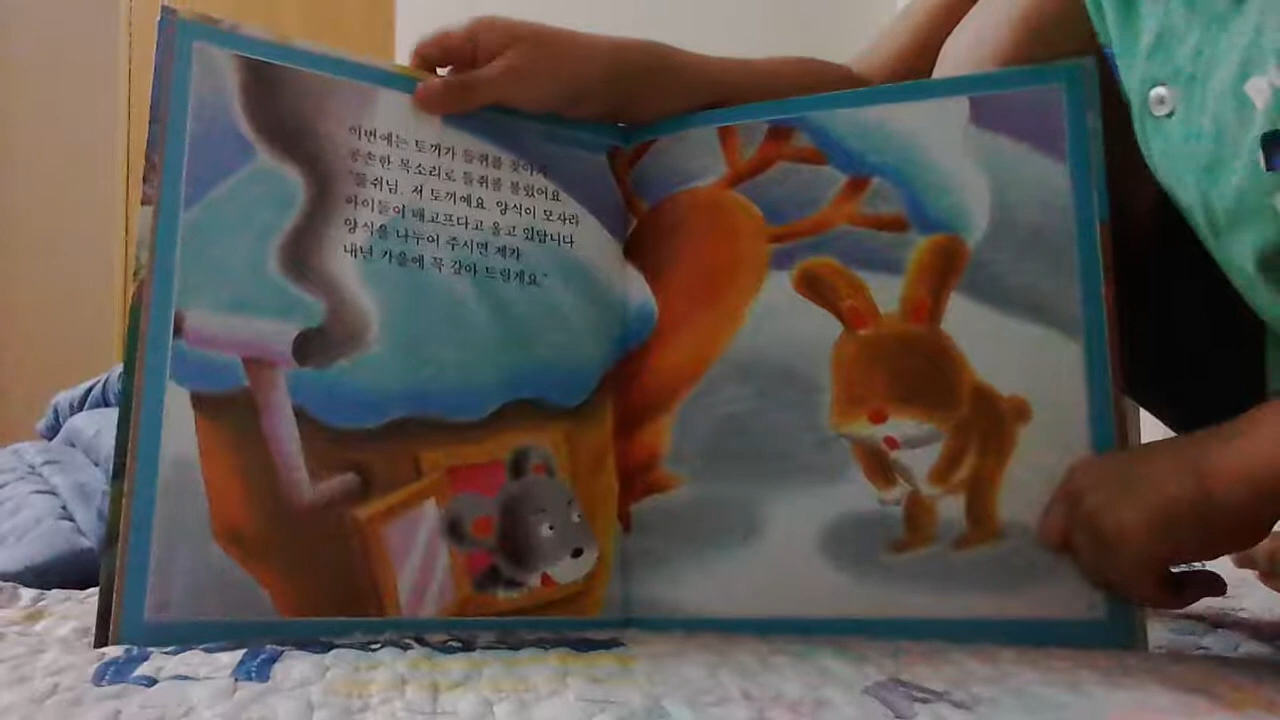 이번에는 토끼가 들쥐를 찾아가
공손한 목소리로 들쥐를 불렀어요
"들쥐님, 저 토끼예요. 양식이 모자라
아이들이 배고프다고 울고 있답니다
양식을 나누어 주시면 제가
내년 가을에 꼭 갚아 드릴게요."